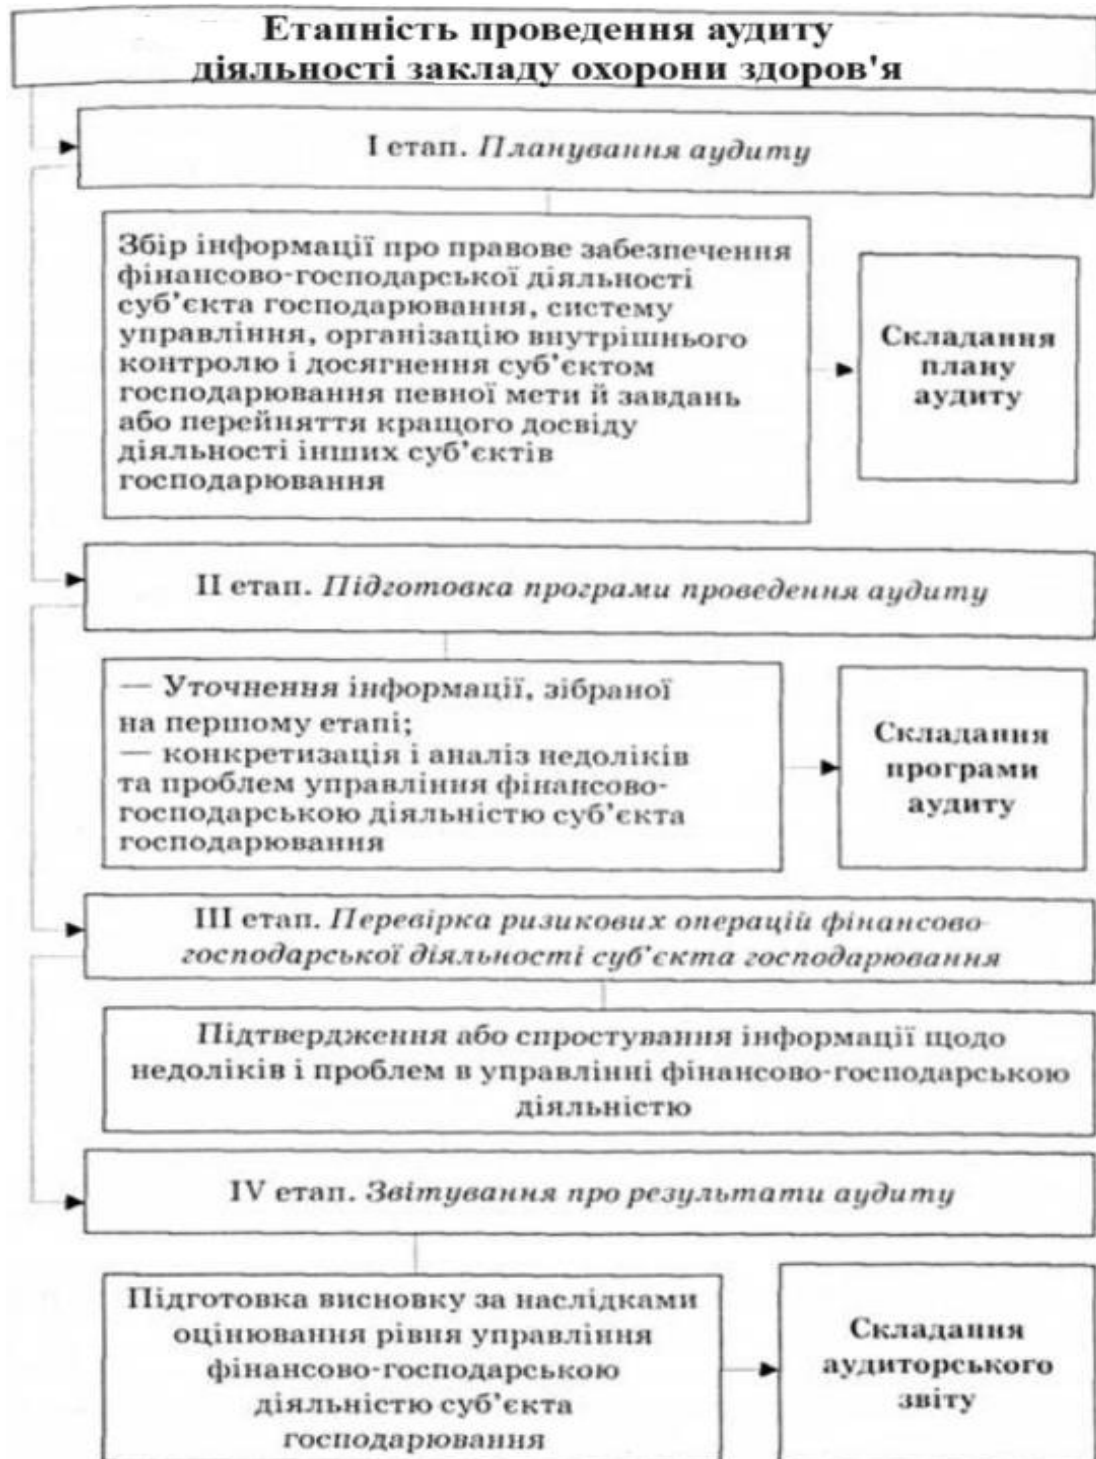 Етапність проведення аудиту
діяльності закладу охорони здоров'я
І етап. Планування аудиту
Збір інформації про правове забезпечення
фінансово-господарської діяльності
суб’єкта господарювання, систему
управління, організацію внутрішнього
контролю і досягнення суб’єктом
господарювання певної мети й завдань
або перейняття кращого досвіду
діяльності інших суб’єктів
господарювання
Складання
плану
аудиту
ІІ етап. Підготовка програми проведення аудиту
— Уточнення інформації, зібраної
на першому етапі;
— конкретизація і аналіз недоліків
та проблем управління фінансово-
господарською діяльністю суб’єкта
господарювання
Складання
програми
аудиту
ІІІ етап. Перевірка ризикових операцій фінансово-
господарської діяльності суб’єкта господарювання
Підтвердження або спростування інформації щодо
недоліків і проблем в управлінні фінансово-господарською
діяльністю
IV етап. Звітування про результати аудиту
Підготовка висновку за наслідками
оцінювання рівня управління
фінансово-господарською
діяльністю суб’єкта
господарювання
Складання
аудиторського
звіту